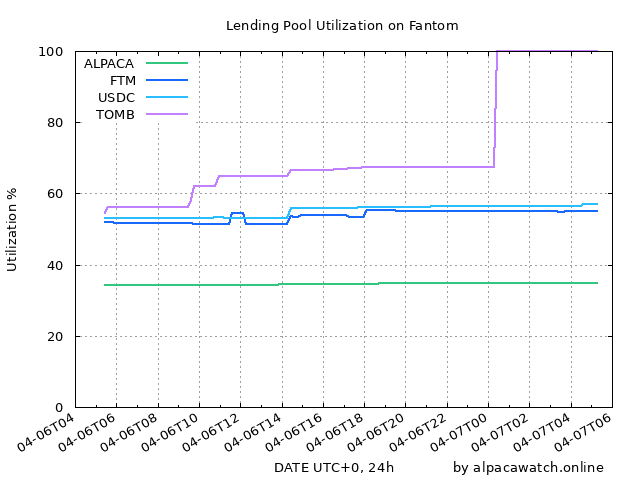 Lending Pool Utilization on Fantom
100
80
60
40
20
0
Utilization %
ALPACA
FTM
USDC
TOMB
04-06T04
04-06T06
04-06T08
04-06T10
04-06T12
04-06T14
04-06T16
04-06T18
04-06T20
04-06T22
04-07T00
04-07T02
04-07T04
04-07T06
DATE UTC+0, 24h by alpacawatch.online